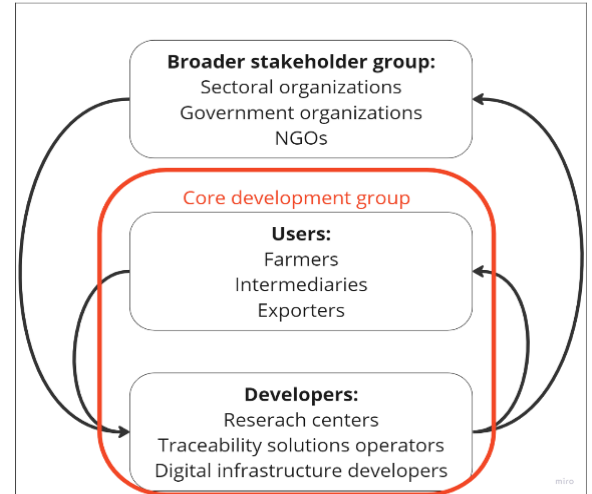 Broader stakeholder group:
Sectoral organizations
Government organizations
NGOs
Core development group
Users:
Farmers
Intermediaries
Exporters
Developers:
Reserach centers
Traceability solutions operators
Digital infrastructure developers
miro